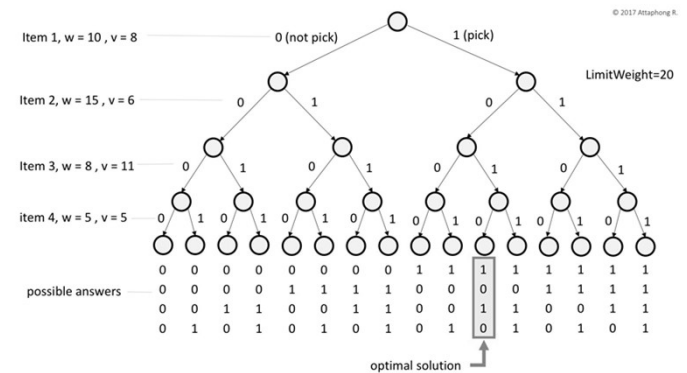 © 2017 Attaphong R.
Item 1, w = 10 , v = 8
0 (not pick)
1 (pick)
LimitWeight=20
Item 2, w = 15 , v = 6
0 1 0 1
Item 3, w = 8 , v = 11
0 1 0 1 0 1 0 1
item 4, w = 5 , v = 5
0 1 0 1 0 1 0 1 0 1 0 1 0 1 0 1
0 0 0 0 0 0 0 0 1 1 1 1 1 1 1 1
possible answers
0 0 0 0 1 1 1 1 0 0 0 0 1 1 1 1
0 0 1 1 0 0 1 1 0 0 1 1 0 0 1 1
0 1 0 1 0 1 0 1 0 1 0 1 0 1 0 1
optimal solution